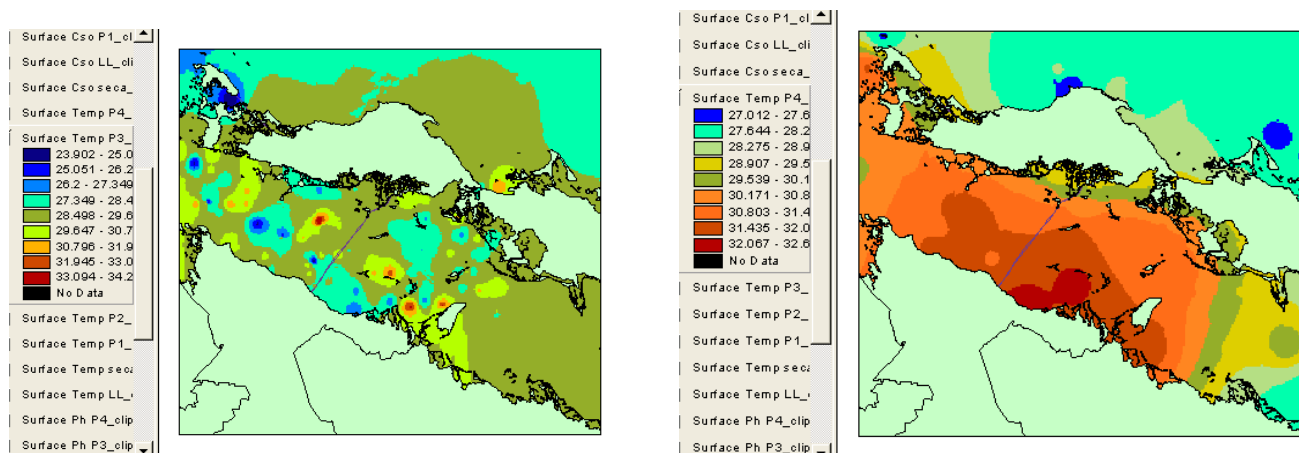 Surface Cso P1_cl
Surface Cso LL_cli
Surface Cso seca_
Surface Temp P4_
Surface Temp P3_
23.902 - 25.0
25.051 - 26.2
26.2 - 27.349
27.349 - 28.4
28.498 - 29.6
29.647 - 30.7
30.796 - 31.9
31.945 - 33.0
33.094 - 34.2
No Data
Surface Temp P2_
Surface Temp P1_
Surface Temp seca
Surface Temp LL_
Surface Ph P4_clip
Surface Ph P3_clip
Surface Cso P1_cl
Surface Cso LL_cli
Surface Cso seca_
Surface Temp P4_
27.012 - 27.6
27.644 - 28.2
28.275 - 28.9
28.907 - 29.5
29.539 - 30.1
30.171 - 30.8
30.803 - 31.4
31.435 - 32.0
32.067 - 32.6
No Data
Surface Temp P3_
Surface Temp P2_
Surface Temp P1_
Surface Temp seca
Surface Temp LL_
Surface Ph P4_clip
Surface Ph P3_clip